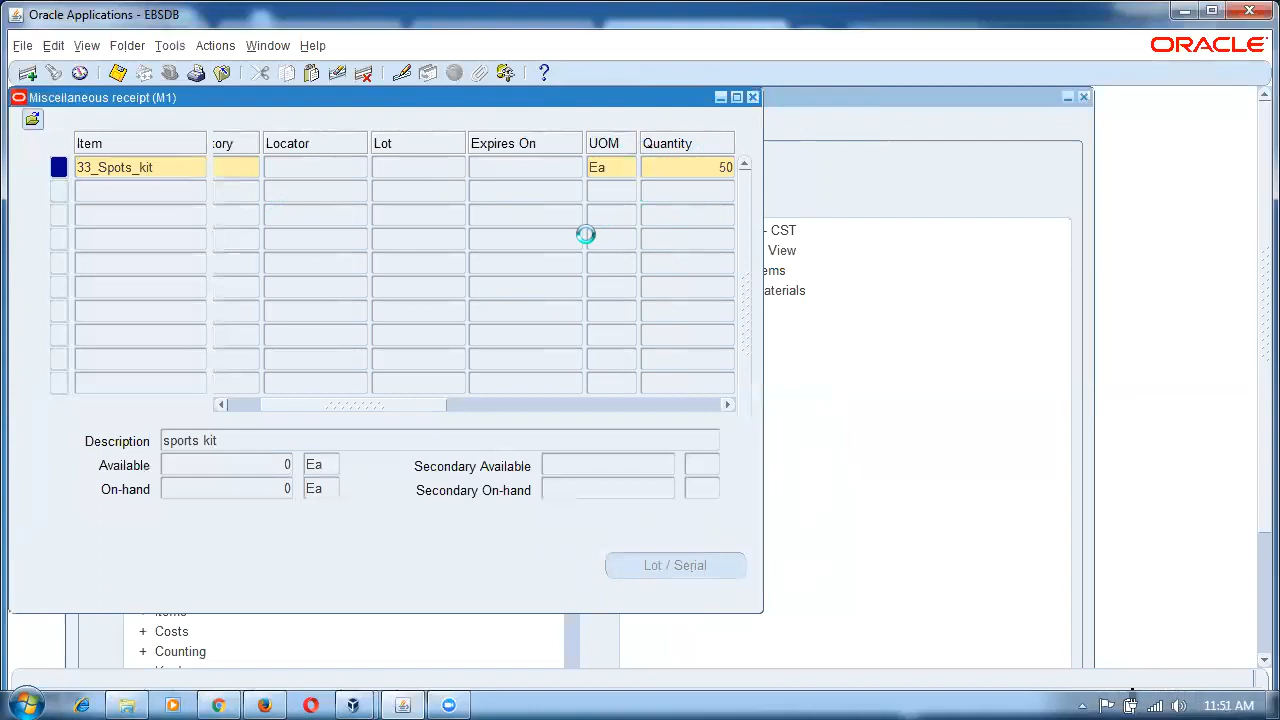 Oracle Applications - EBSDB
File Edit View Folder Tools Actions Window Help
ORACLE
Miscellaneous receipt (M1)
Item tory Locator Lot Expires On UOM Quantity
33_Spots_kit Ea 50
- CST
View
ems
aterials
Description sports kit
Available 0 Ea Secondary Available
On-hand 0 Ea Secondary On-hand
Lot / Serial
Items
+ Costs
+ Counting
11:51 AM